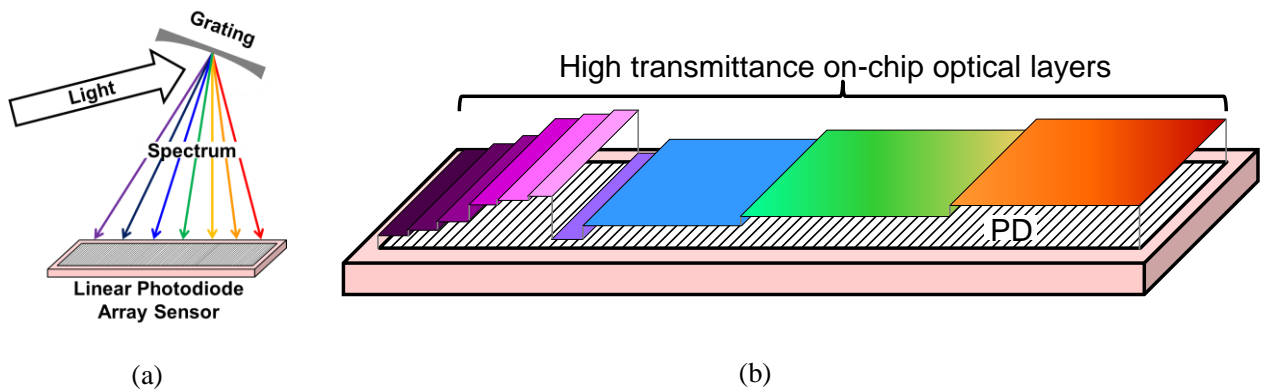 Grating
Light
Spectrum
Linear Photodiode
Array Sensor
(a)
High transmittance on-chip optical layers
PD
(b)